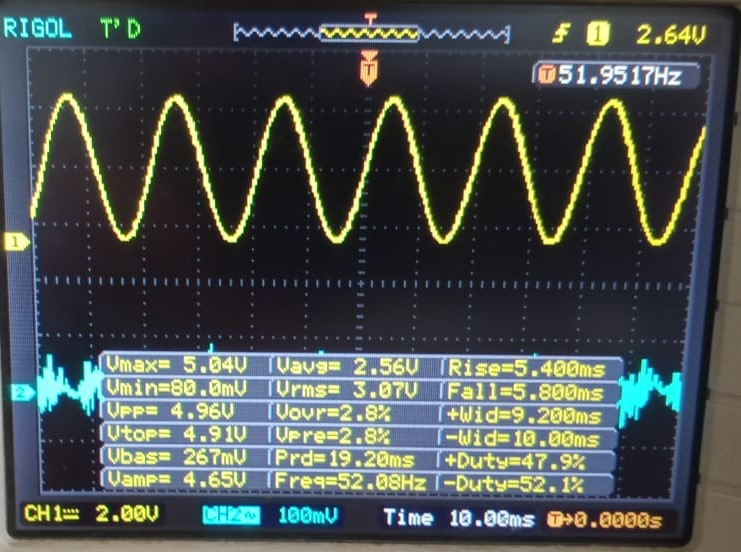 RIGOL T'D T 1 2.64V
T
T 51.9517Hz
1
Vmax= 5.04V Vavg= 2.56V Rise=5.400ms
Vmin=80.0mV Vrms= 3.07V Fall=5.800ms
2
Vpp= 4.96V Vovr=2.8% +Wid=9.200ms
Vtop= 4.91V Vpre=2.8% -Wid=10.00ms
Vbas= 267mV Prd=19.20ms +Duty=47.9%
Vamp= 4.65V Freq=52.08Hz -Duty=52.1%
CH1 2.00V CH2~ 100mV Time 10.00ms T→0.0000s